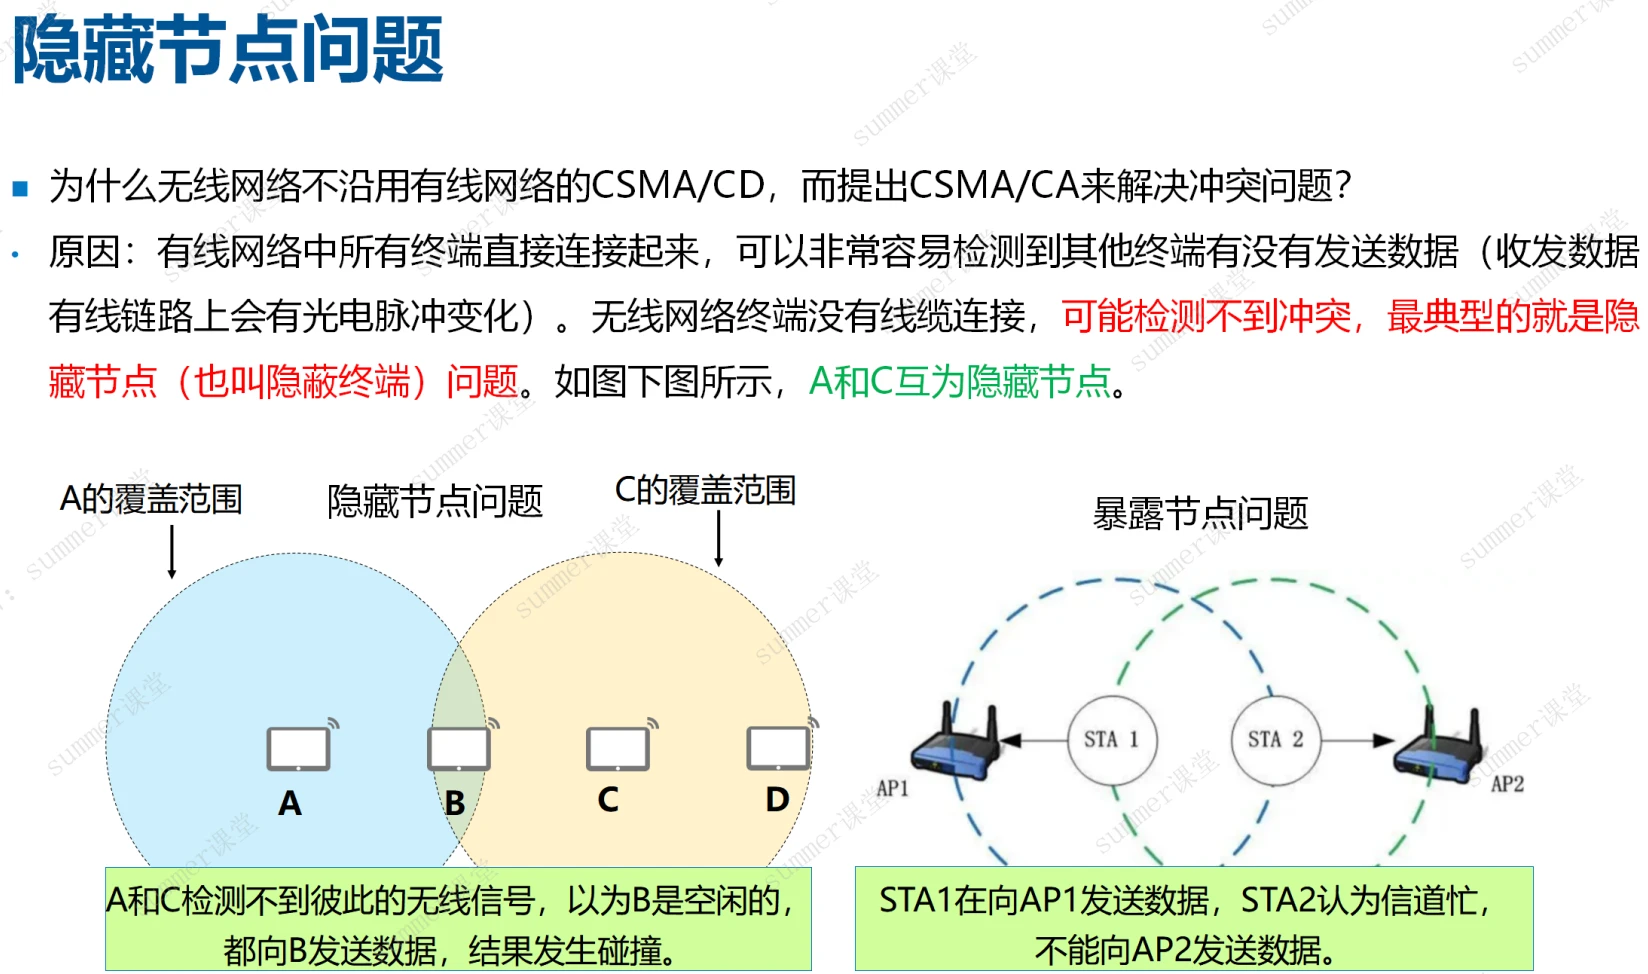 隐藏节点问题
为什么无线网络不沿用有线网络的CSMA/CD，而提出CSMA/CA来解决冲突问题？
原因：有线网络中所有终端直接连接起来，可以非常容易检测到其他终端有没有发送数据（收发数据
有线链路上会有光电脉冲变化）。无线网络终端没有线缆连接，可能检测不到冲突，最典型的就是隐
藏节点（也叫隐蔽终端）问题。如图下图所示，A和C互为隐藏节点。
A的覆盖范围
隐藏节点问题
C的覆盖范围
暴露节点问题
A
B
C
D
AP1
STA 1
STA 2
AP2
A和C检测不到彼此的无线信号，以为B是空闲的，
都向B发送数据，结果发生碰撞。
STA1在向AP1发送数据，STA2认为信道忙，
不能向AP2发送数据。
summer课堂